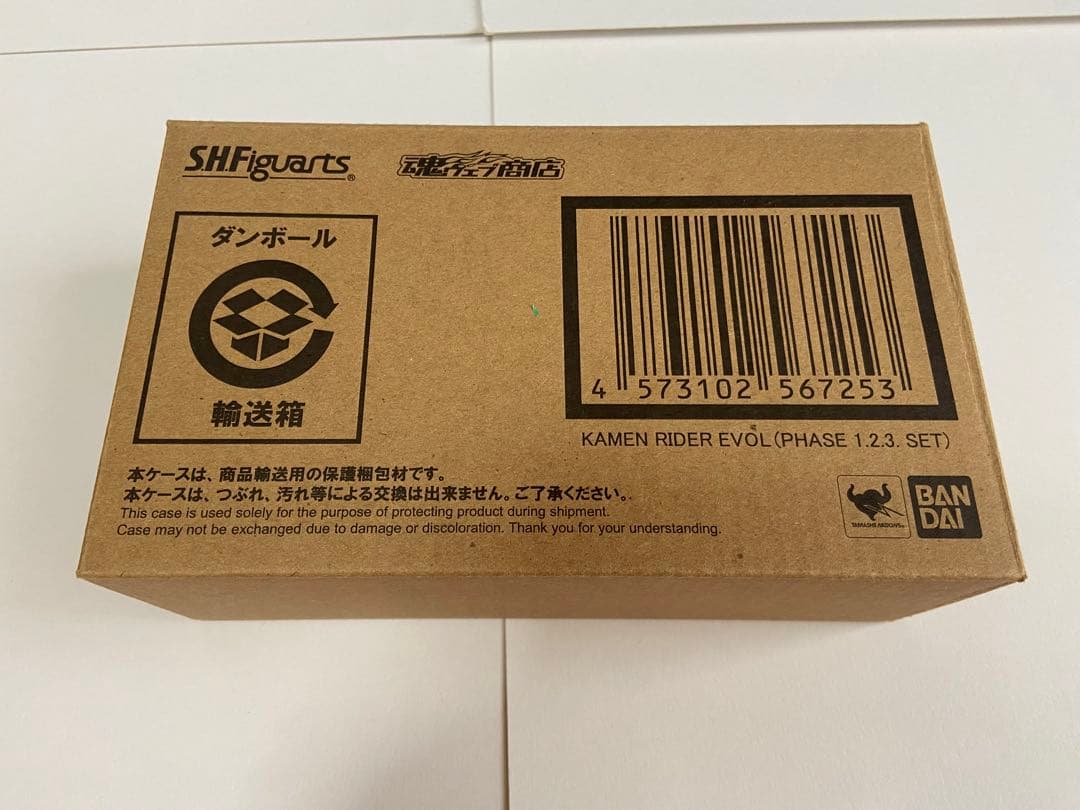 S.H.Figuarts®
魂ウェブ商店
ダンボール
輸送箱
4 573102 567253
KAMEN RIDER EVOL(PHASE 1.2.3. SET)
本ケースは、商品輸送用の保護梱包材です。
本ケースは、つぶれ、汚れ等による交換は出来ません。ご了承ください。
This case is used solely for the purpose of protecting product during shipment.
Case may not be exchanged due to damage or discoloration. Thank you for your understanding.
TAMASHII NATIONS
BAN
DAI